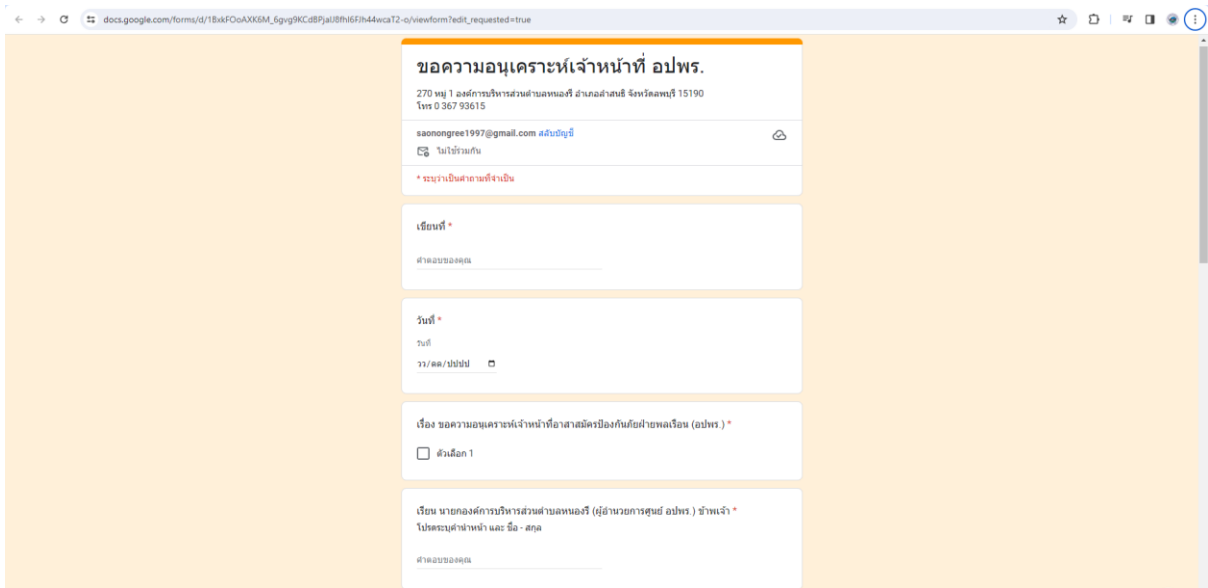 docs.google.com/forms/d/18xkFOoAXK6M_6gvg9KCdBPjaIJ8fhI6FJh44wcaT2-o/viewform?edit_requested=true
ขอความอนุเคราะห์เจ้าหน้าที่ อปพร.
270 หมู่ 1 องค์การบริหารส่วนตำบลหนองรี อำเภอลำสนธิ จังหวัดลพบุรี 15190
โทร 0 367 93615
saonongree1997@gmail.com สลับบัญชี
ไม่ใช้ร่วมกัน
* ระบุว่าเป็นคำถามที่จำเป็น
เขียนที่ *
คำตอบของคุณ
วันที่ *
วันที่
วว/ดด/ปปปป
เรื่อง ขอความอนุเคราะห์เจ้าหน้าที่อาสาสมัครป้องกันภัยฝ่ายพลเรือน (อปพร.) *
ตัวเลือก 1
เรียน นายกองค์การบริหารส่วนตำบลหนองรี (ผู้อำนวยการศูนย์ อปพร.) ข้าพเจ้า *
โปรดระบุคำนำหน้า และ ชื่อ - สกุล
คำตอบของคุณ